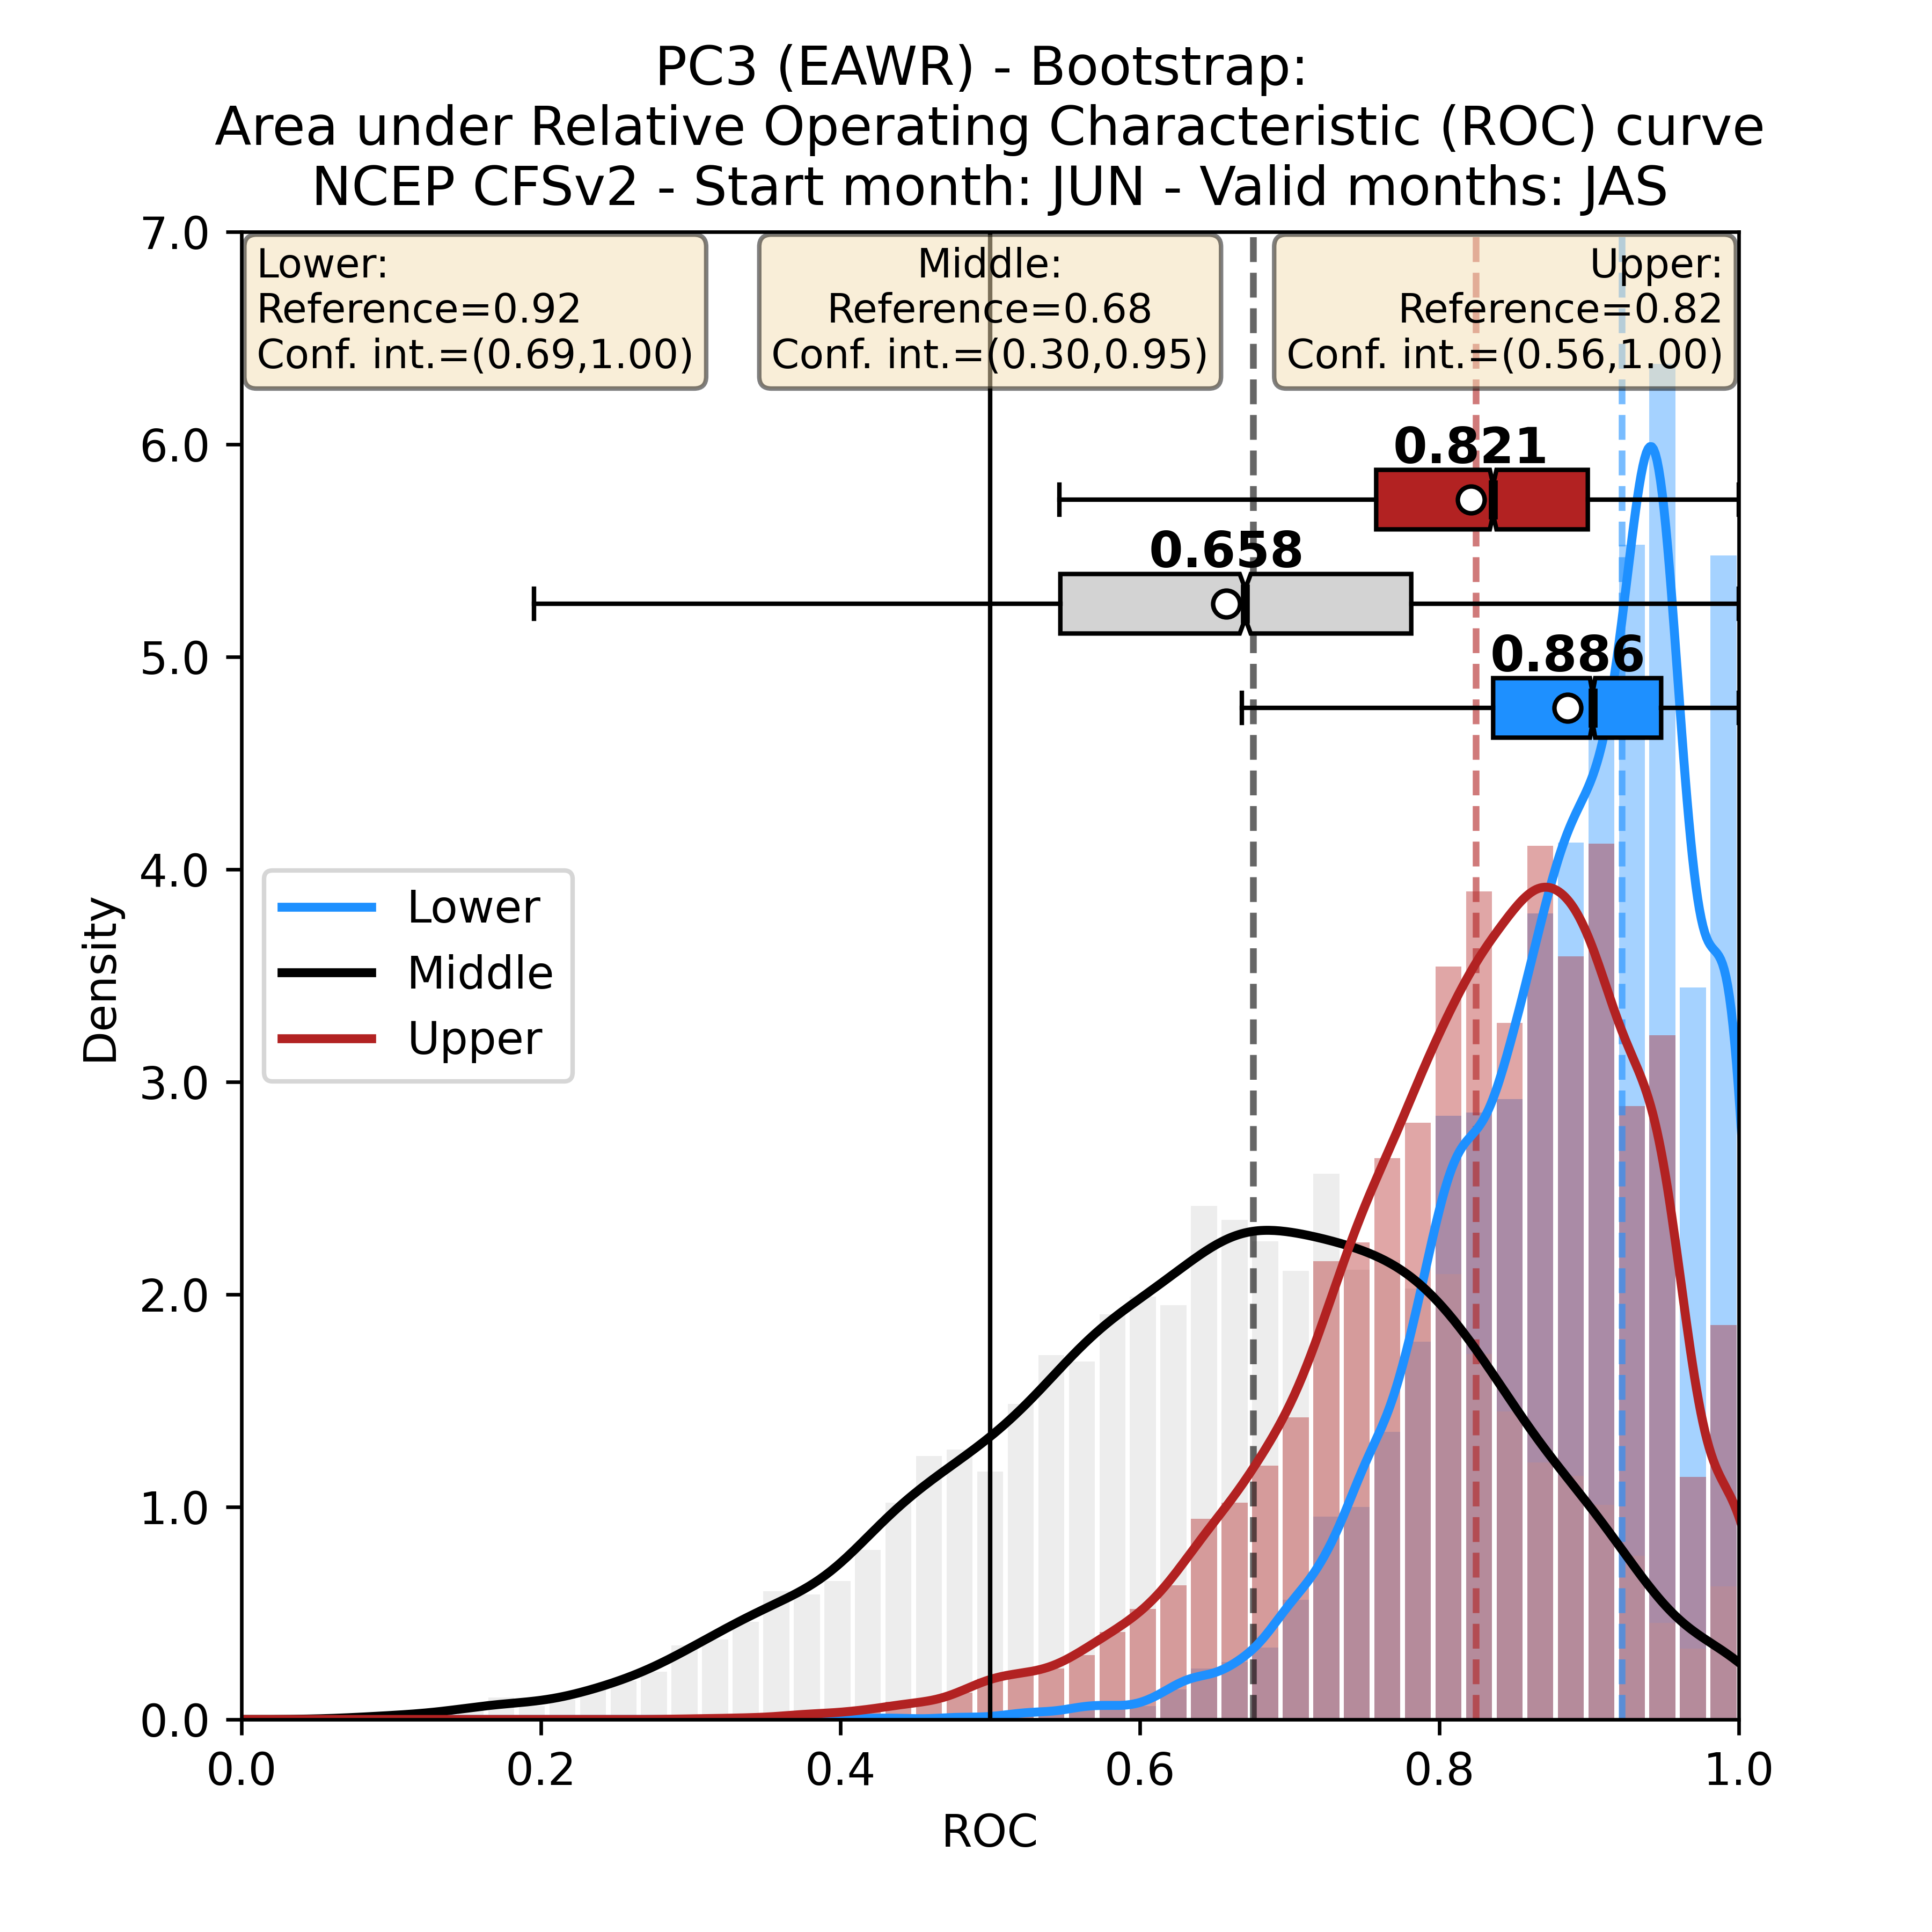 PC3 (EAWR) - Bootstrap:
Area under Relative Operating Characteristic (ROC) curve
NCEP CFSv2 - Start month: JUN - Valid months: JAS
Lower:
Reference=0.92
Conf. int.=(0.69,1.00)
Middle:
Reference=0.68
Conf. int.=(0.30,0.95)
Upper:
Reference=0.82
Conf. int.=(0.56,1.00)
7.0
6.0
5.0
4.0
3.0
2.0
1.0
0.0
Density
0.821
0.658
0.886
Lower
Middle
Upper
0.0
0.2
0.4
0.6
0.8
1.0
ROC